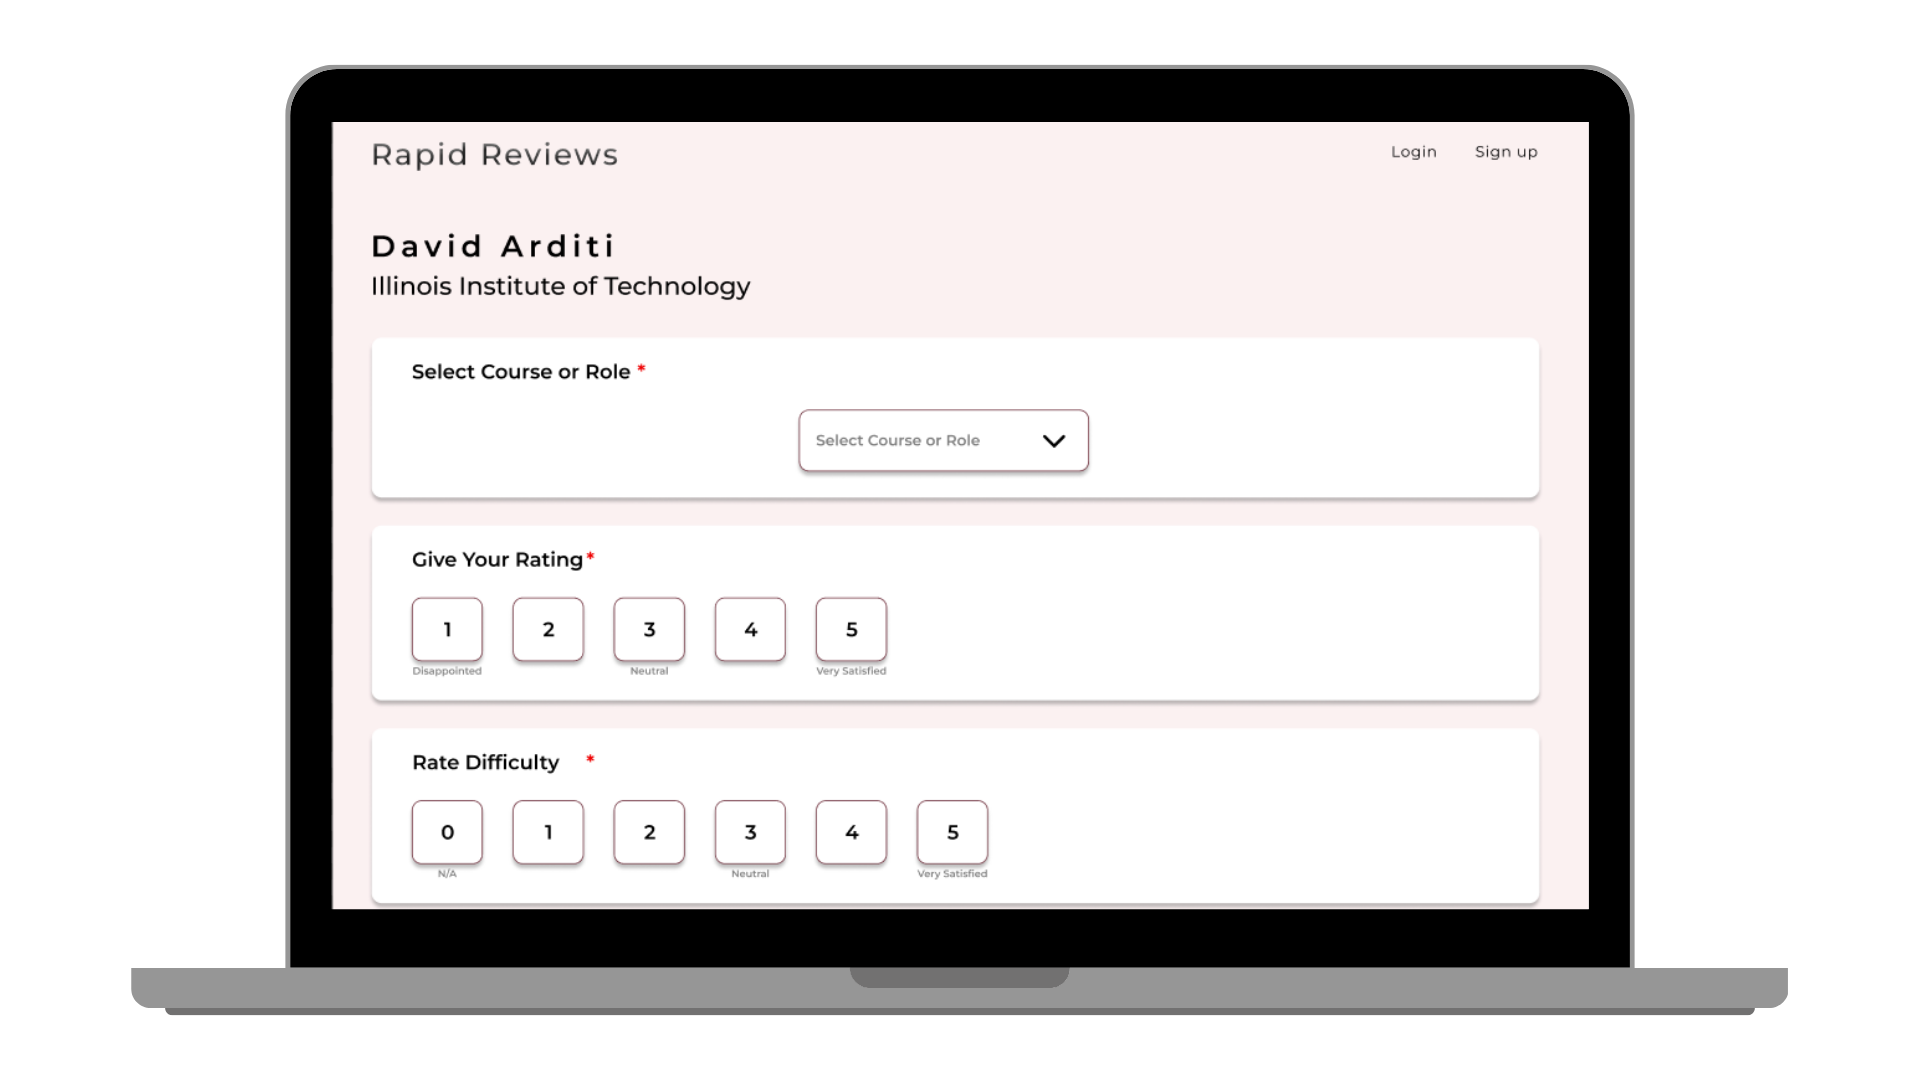 Rapid Reviews
Login Sign up
David Arditi
Illinois Institute of Technology
Select Course or Role *
Select Course or Role
Give Your Rating*
1 2 3 4 5
Disappointed Neutral Very Satisfied
Rate Difficulty *
0 1 2 3 4 5
N/A Neutral Very Satisfied